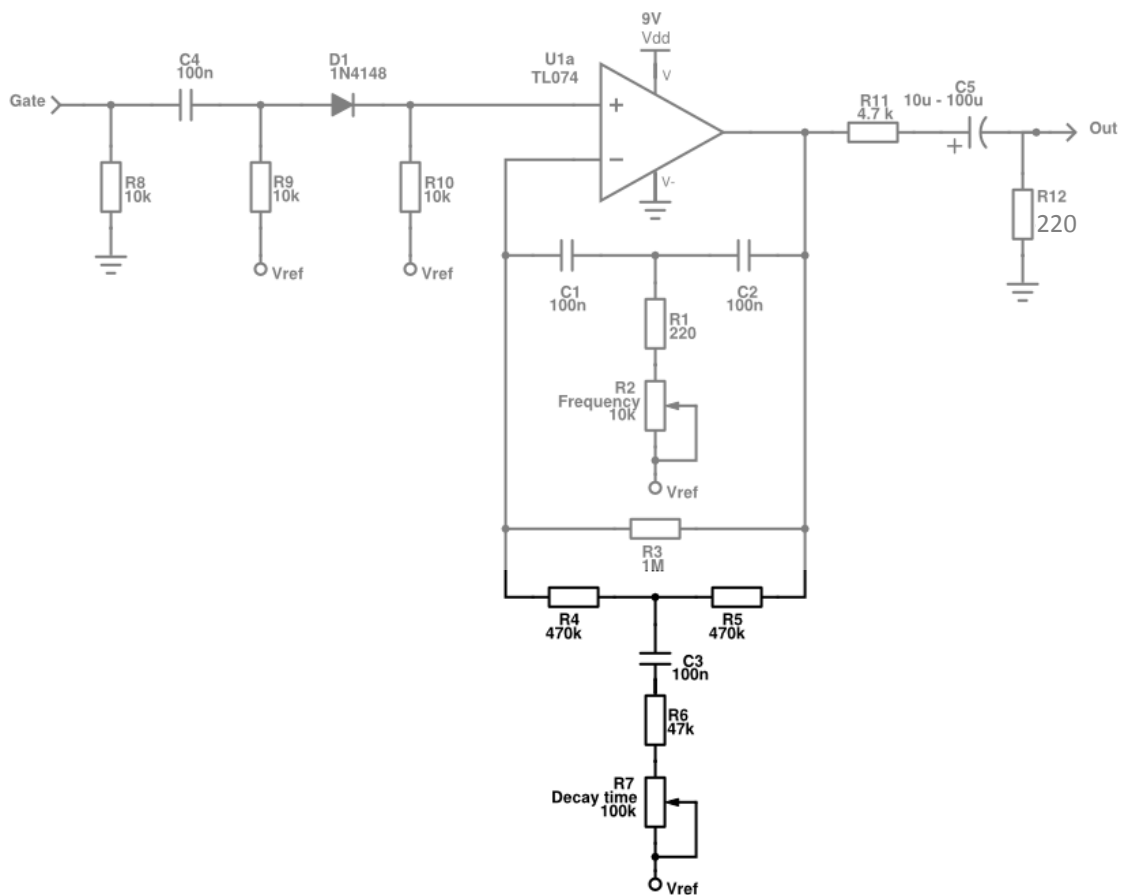 9V
Vdd
V
C4
100n
D1
1N4148
U1a
TL074
Gate
+
−
V-
R11
4.7 k
10u - 100u
C5
+
Out
R8
10k
R9
10k
R10
10k
R12
220
Vref
Vref
C1
100n
C2
100n
R1
220
R2
Frequency
10k
Vref
R3
1M
R4
470k
R5
470k
C3
100n
R6
47k
R7
Decay time
100k
Vref